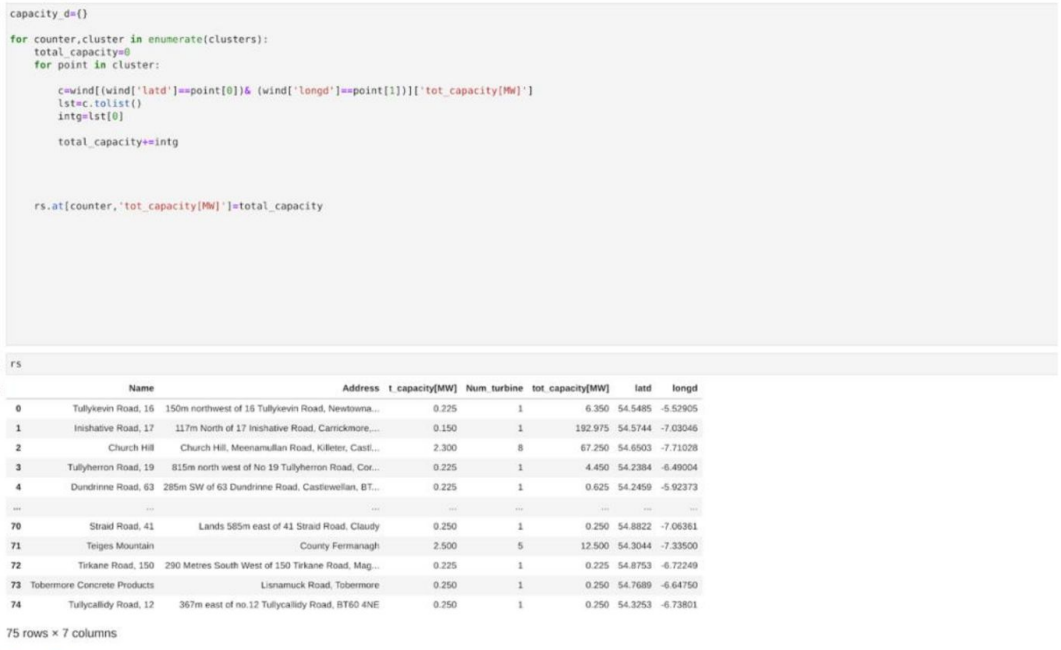 capacity_d={}
for counter,cluster in enumerate(clusters):
total_capacity=0
for point in cluster:
c=wind[(wind['latd']==point[0])& (wind['longd']==point[1])]['tot_capacity[MW]']
lst=c.tolist()
intg=lst[0]
total_capacity+=intg
rs.at[counter,'tot_capacity[MW]']=total_capacity
rs
Name Address t_capacity[MW] Num_turbine tot_capacity[MW] latd longd
0 Tullykevin Road, 16 150m northwest of 16 Tullykevin Road, Newtowna... 0.225 1 6.350 54.5485 -5.52905
1 Inishative Road, 17 117m North of 17 Inishative Road, Carrickmore,... 0.150 1 192.975 54.5744 -7.03046
2 Church Hill Church Hill, Meenamullan Road, Killeter, Castl... 2.300 8 67.250 54.6503 -7.71028
3 Tullyherron Road, 19 815m north west of No 19 Tullyherron Road, Cor... 0.225 1 4.450 54.2384 -6.49004
4 Dundrinne Road, 63 285m SW of 63 Dundrinne Road, Castlewellan, BT... 0.225 1 0.625 54.2459 -5.92373
... ... ... ... ... ... ... ...
70 Straid Road, 41 Lands 585m east of 41 Straid Road, Claudy 0.250 1 0.250 54.8822 -7.06361
71 Teiges Mountain County Fermanagh 2.500 5 12.500 54.3044 -7.33500
72 Tirkane Road, 150 290 Metres South West of 150 Tirkane Road, Mag... 0.225 1 0.225 54.8753 -6.72249
73 Tobermore Concrete Products Lisnamuck Road, Tobermore 0.250 1 0.250 54.7689 -6.64750
74 Tullycallidy Road, 12 367m east of no.12 Tullycallidy Road, BT60 4NE 0.250 1 0.250 54.3253 -6.73801
75 rows × 7 columns